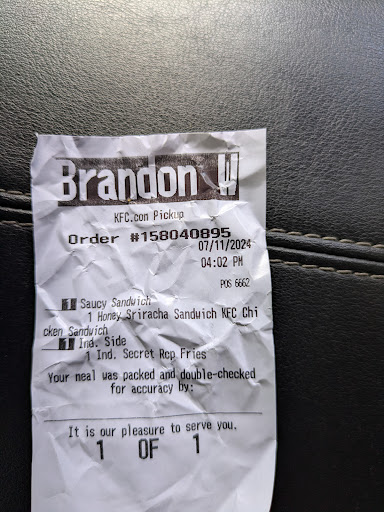 Brandon W
KFC.con Pickup
Order #158040895
07/11/2024
04:02 PM
POS 6662
1 Saucy Sandwich
1 Honey Sriracha Sandwich KFC Chi
cken Sandwich
1 Ind. Side
1 Ind. Secret Rcp Fries
Your meal was packed and double-checked
for accuracy by:
It is our pleasure to serve you.
1 OF 1